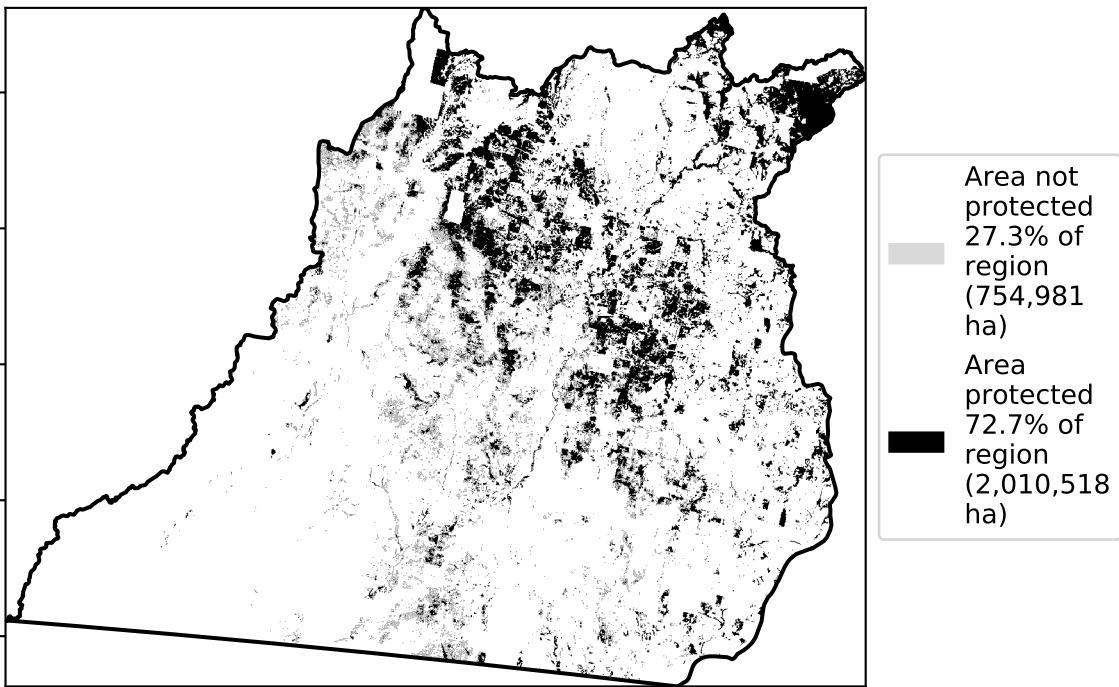 Area not
protected
27.3% of
region
(754,981
ha)
Area
protected
72.7% of
region
(2,010,518
ha)